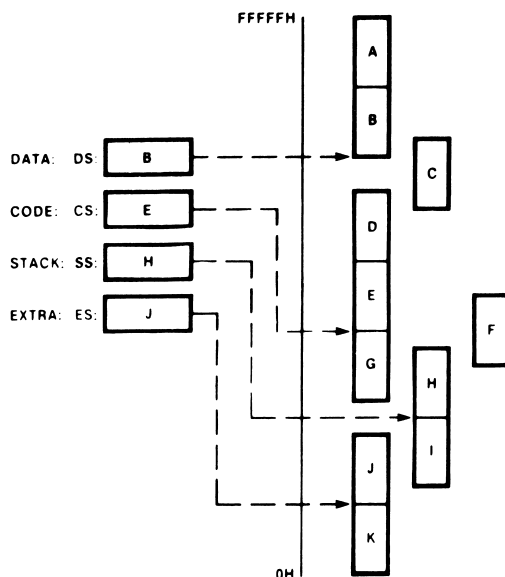 FFFFFH
A
B
DATA: DS: B
C
CODE: CS: E
D
STACK: SS: H
E
EXTRA: ES: J
F
G
H
I
J
K
0H